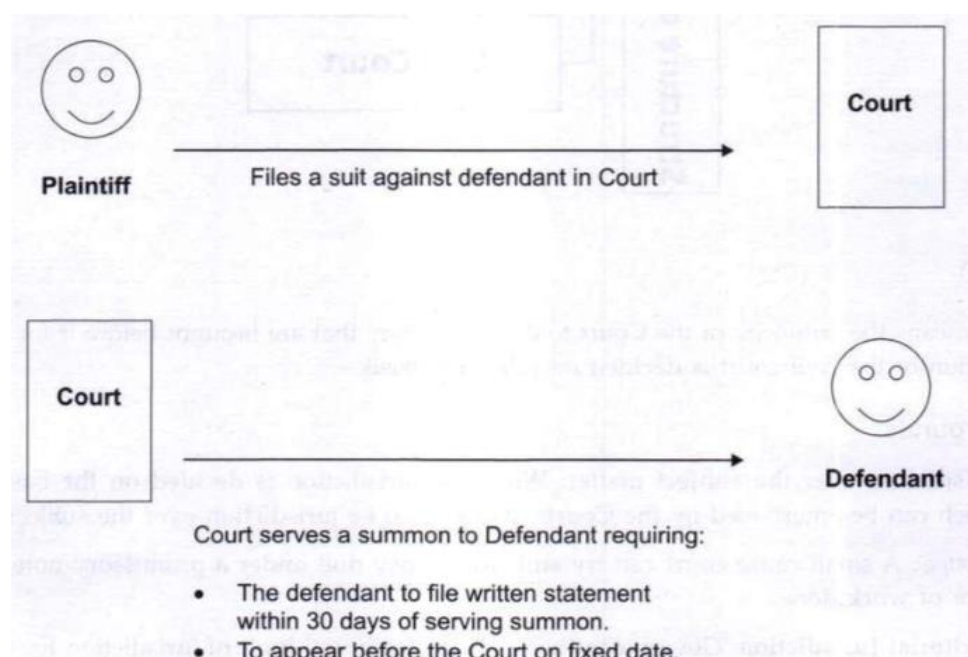 Court
Plaintiff
Files a suit against defendant in Court
Court
Defendant
Court serves a summon to Defendant requiring:
• The defendant to file written statement
within 30 days of serving summon.
• To appear before the Court on fixed date